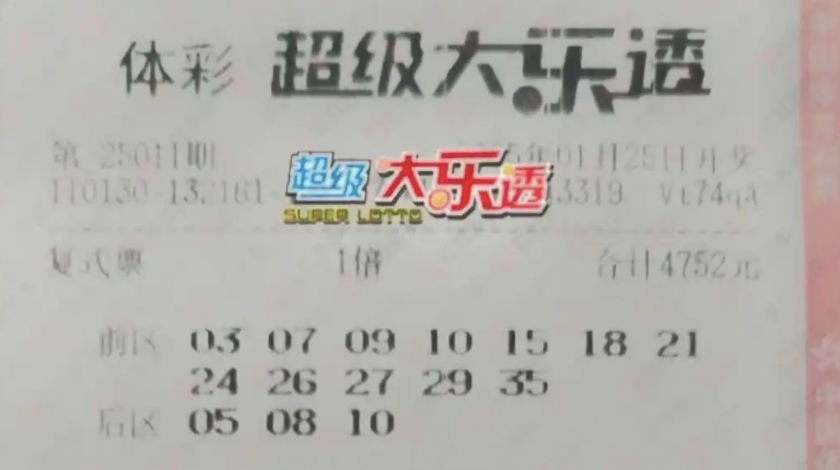 体彩 超级大乐透
第 25011期 5年01月25日开奖
110130-132161- 3319 Vt74qA
超级大乐透
SUPER LOTTO
复式票 1倍 合计4752元
前区 03 07 09 10 15 18 21
24 26 27 29 35
后区 05 08 10